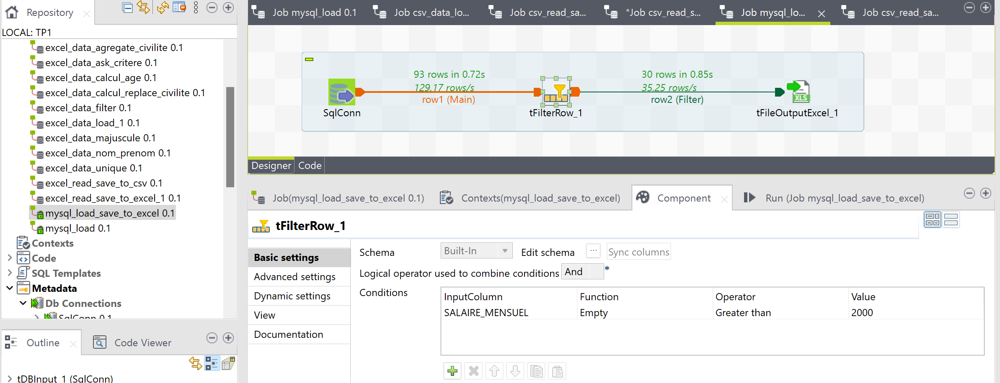 Repository
LOCAL: TP1
excel_data_agregate_civilite 0.1
excel_data_ask_critere 0.1
excel_data_calcul_age 0.1
excel_data_calcul_replace_civilite 0.1
excel_data_filter 0.1
excel_data_load_1 0.1
excel_data_majuscule 0.1
excel_data_nom_prenom 0.1
excel_data_unique 0.1
excel_read_save_to_csv 0.1
excel_read_save_to_excel_1 0.1
mysql_load_save_to_excel 0.1
mysql_load 0.1
Contexts
Code
SQL Templates
Metadata
Db Connections
SqlConn 0.1
Outline
Code Viewer
tDBInput_1 (SqlConn)
Job mysql_load 0.1
Job csv_data_lo...
Job csv_read_sa...
*Job csv_read_s...
Job mysql_lo...
Job csv_read_sa...
93 rows in 0.72s
129.17 rows/s
row1 (Main)
30 rows in 0.85s
35.25 rows/s
row2 (Filter)
XLS
SqlConn
tFilterRow_1
tFileOutputExcel_1
Designer
Code
Job(mysql_load_save_to_excel 0.1)
Contexts(mysql_load_save_to_excel)
Component
Run (Job mysql_load_save_to_excel)
tFilterRow_1
Basic settings
Advanced settings
Dynamic settings
View
Documentation
Schema
Built-In
Edit schema
...
Sync columns
Logical operator used to combine conditions
And
*
Conditions
InputColumn
Function
Operator
Value
SALAIRE_MENSUEL
Empty
Greater than
2000